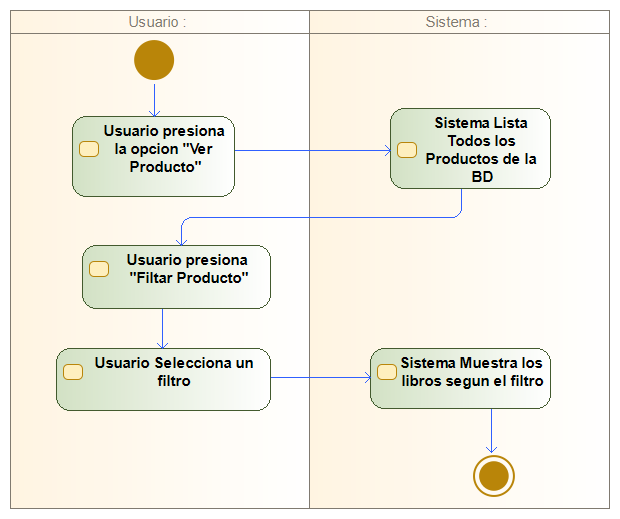 Usuario :
Sistema :
Usuario presiona
la opcion "Ver
Producto"
Sistema Lista
Todos los
Productos de la
BD
Usuario presiona
"Filtar Producto"
Usuario Selecciona un
filtro
Sistema Muestra los
libros segun el filtro